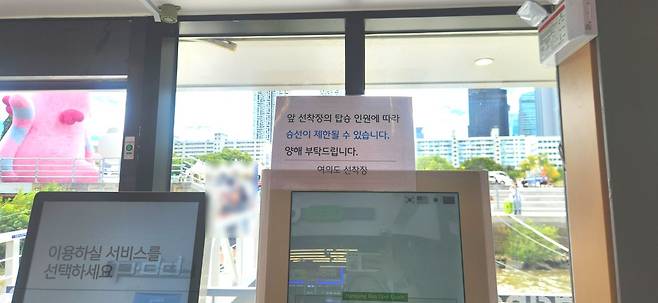 앞 선착장의 탑승 인원에 따라
승선이 제한될 수 있습니다.
양해 부탁드립니다.
여의도 선착장
이용하실 서비스를
선택하세요